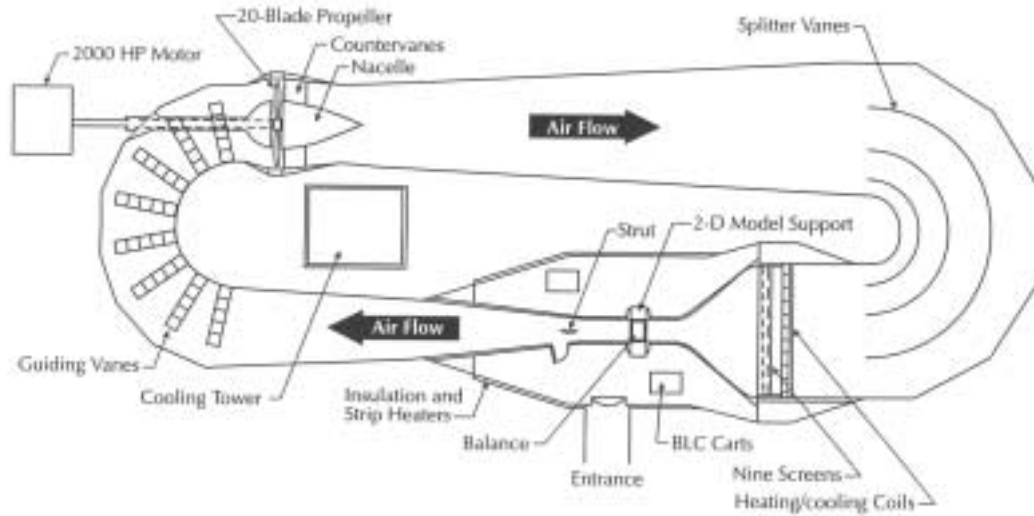 20-Blade Propeller
Splitter Vanes
Countervanes
2000 HP Motor
Nacelle
Air Flow
Strut
2-D Model Support
Air Flow
Guiding Vanes
Cooling Tower
Insulation and
Strip Heaters
Balance
BLC Carts
Entrance
Nine Screens
Heating/cooling Coils